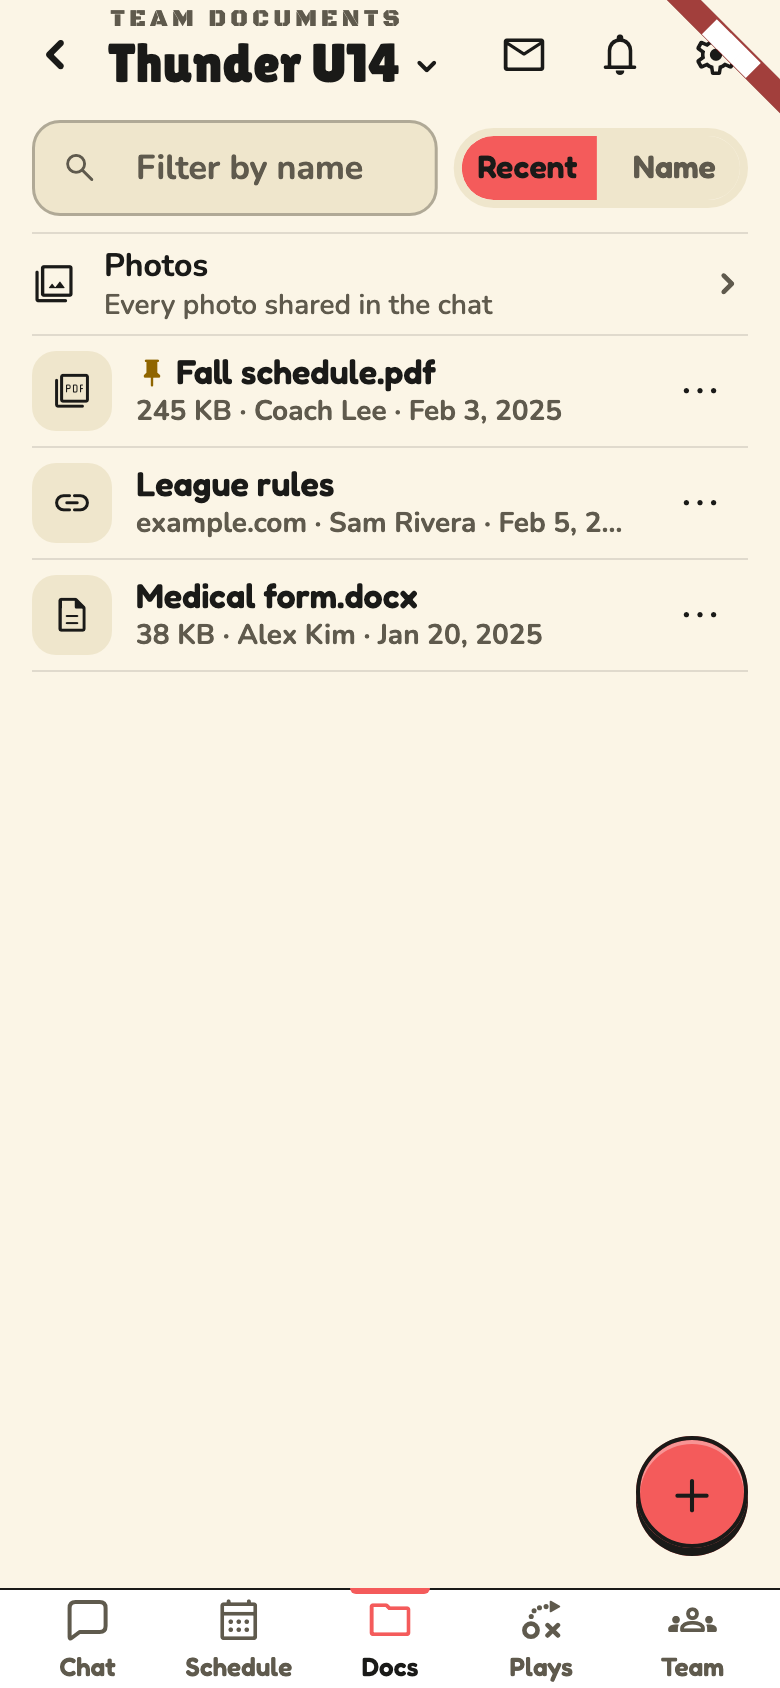 TEAM DOCUMENTS
Thunder U14
Filter by name
Recent
Name
Photos
Every photo shared in the chat
PDF
Fall schedule.pdf
245 KB · Coach Lee · Feb 3, 2025
League rules
example.com · Sam Rivera · Feb 5, 2...
Medical form.docx
38 KB · Alex Kim · Jan 20, 2025
Chat
Schedule
Docs
Plays
Team